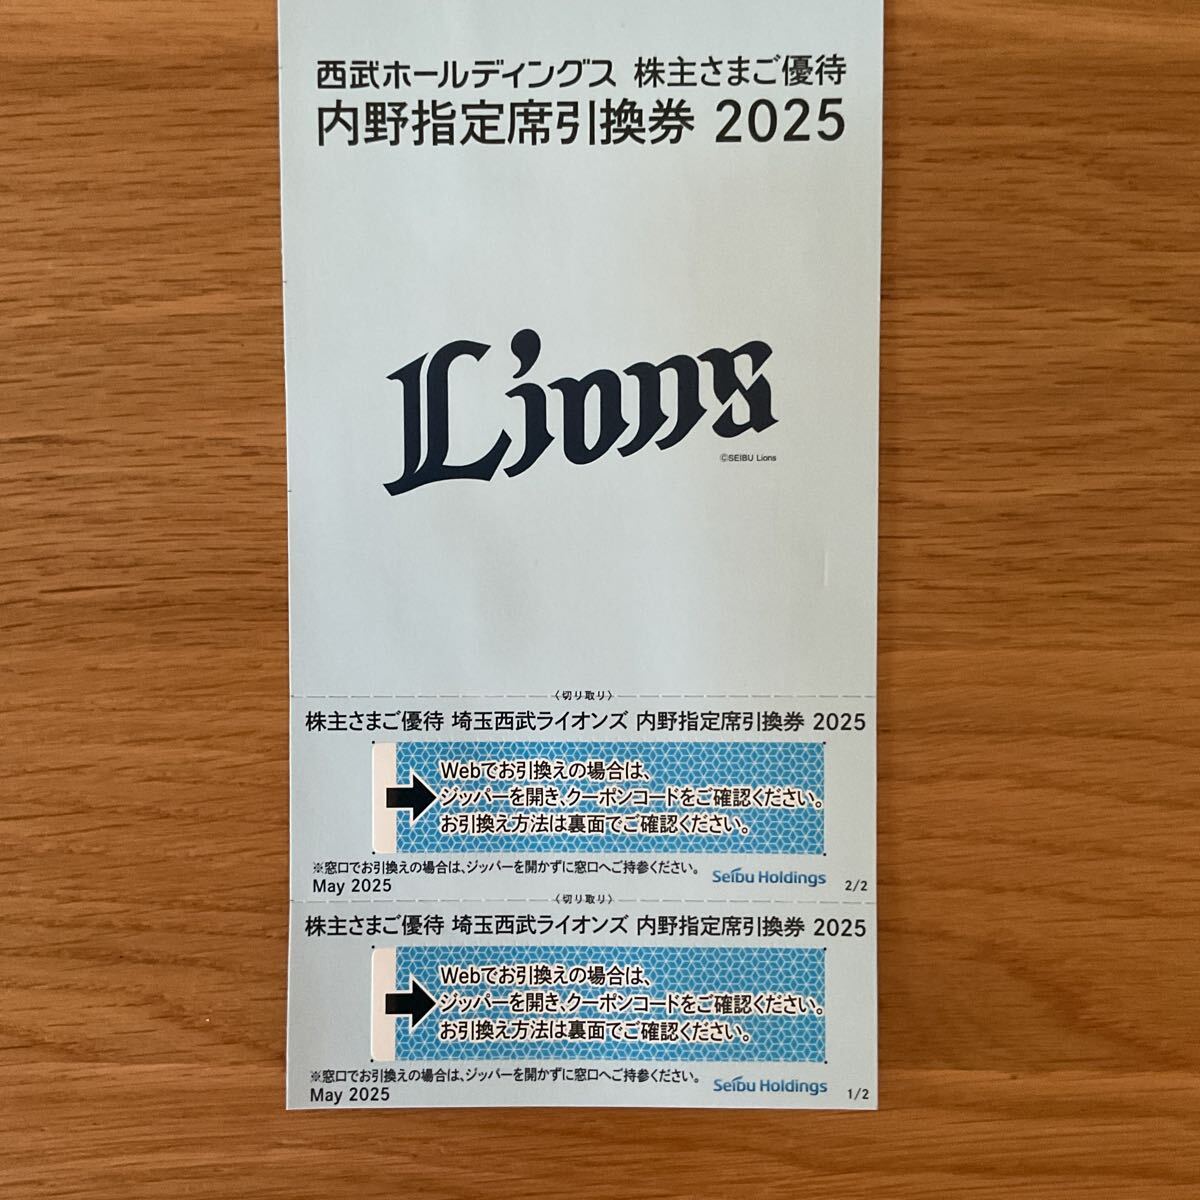 西武ホールディングス 株主さまご優待
内野指定席引換券 2025
Lions
©SEIBU Lions
〈切り取り〉
株主さまご優待 埼玉西武ライオンズ 内野指定席引換券 2025
Webでお引換えの場合は、
ジッパーを開き、クーポンコードをご確認ください。
お引換え方法は裏面でご確認ください。
※窓口でお引換えの場合は、ジッパーを開かずに窓口へご持参ください。
May 2025 Seibu Holdings 2/2
〈切り取り〉
株主さまご優待 埼玉西武ライオンズ 内野指定席引換券 2025
Webでお引換えの場合は、
ジッパーを開き、クーポンコードをご確認ください。
お引換え方法は裏面でご確認ください。
※窓口でお引換えの場合は、ジッパーを開かずに窓口へご持参ください。
May 2025 Seibu Holdings 1/2